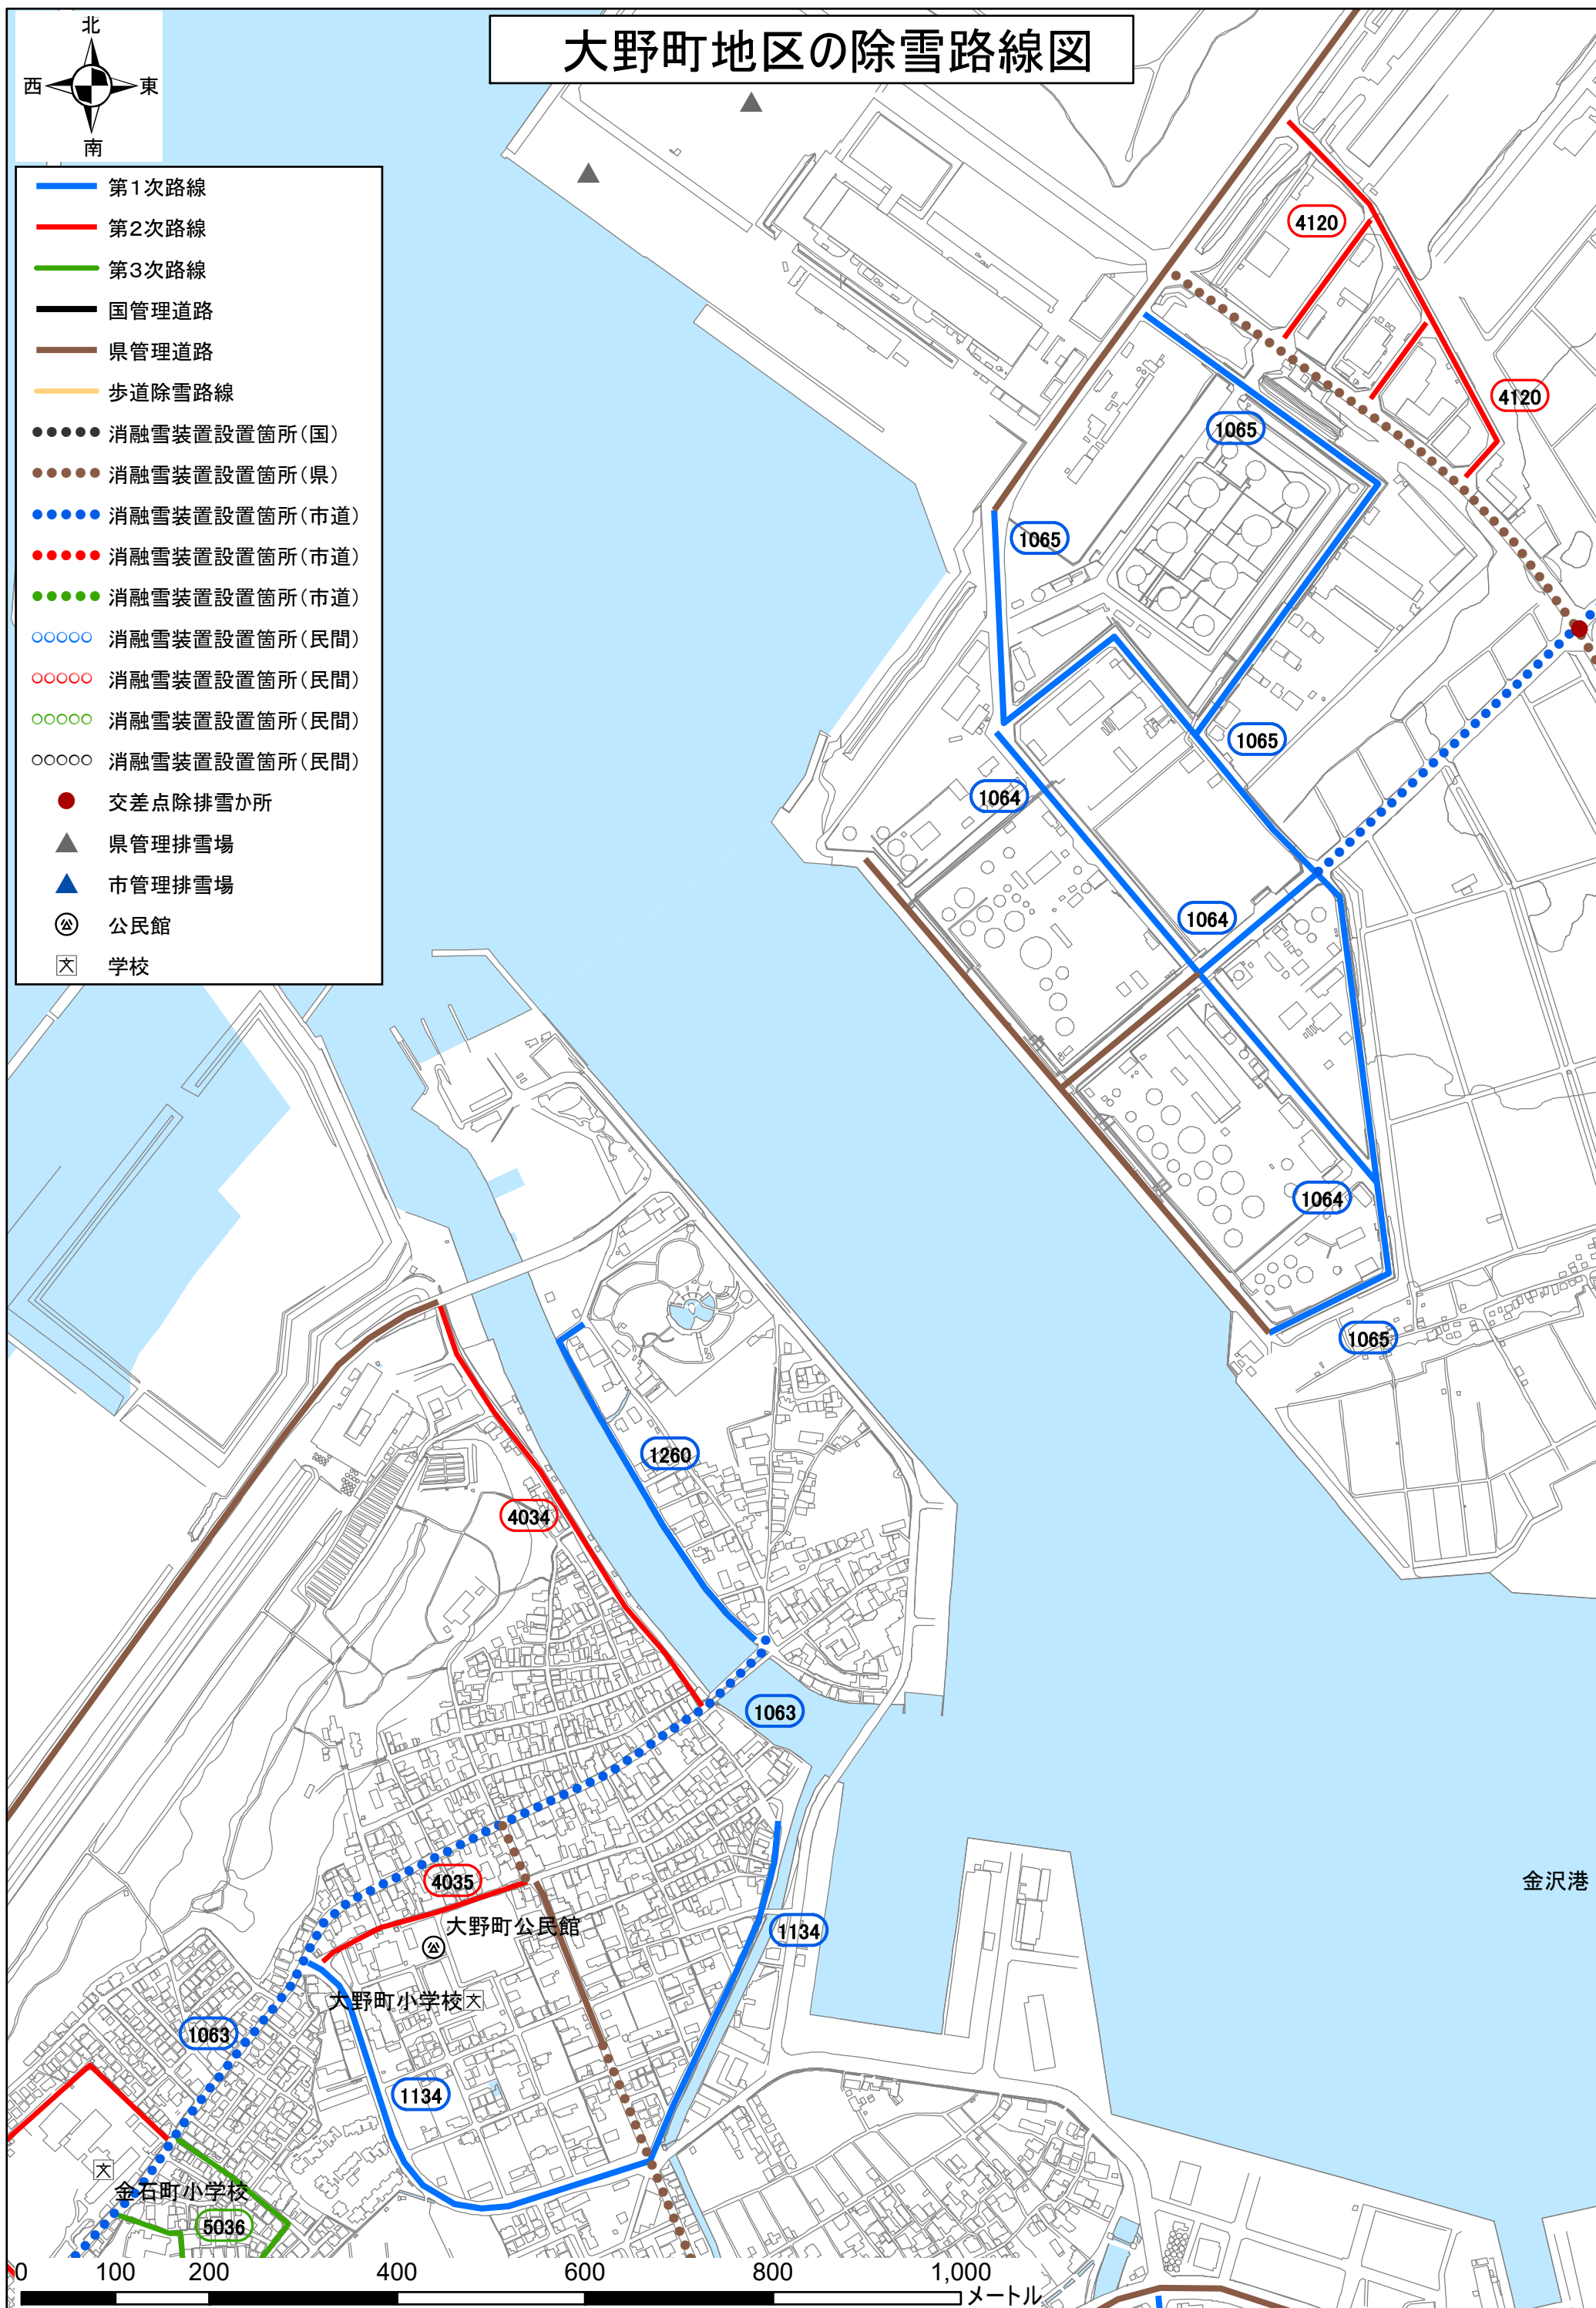 大野町地区の除雪路線図
北
西
東
南
第1次路線
第2次路線
第3次路線
国管理道路
県管理道路
歩道除雪路線
消融雪装置設置箇所(国)
消融雪装置設置箇所(県)
消融雪装置設置箇所(市道)
消融雪装置設置箇所(市道)
消融雪装置設置箇所(市道)
消融雪装置設置箇所(民間)
消融雪装置設置箇所(民間)
消融雪装置設置箇所(民間)
消融雪装置設置箇所(民間)
交差点除排雪か所
県管理排雪場
市管理排雪場
公 公民館
文 学校
4120
4120
1065
1065
1065
1064
1064
1064
1065
1260
4034
1063
金沢港
4035
大野町公民館
公
1134
大野町小学校文
1063
1134
文
金石町小学校
5036
0 100 200 400 600 800 1,000
メートル